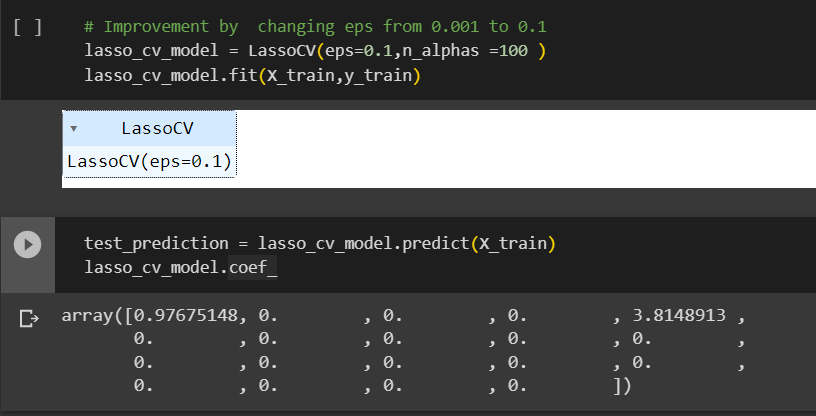 [ ]
# Improvement by  changing eps from 0.001 to 0.1
lasso_cv_model = LassoCV(eps=0.1,n_alphas =100 )
lasso_cv_model.fit(X_train,y_train)
LassoCV
LassoCV(eps=0.1)
test_prediction = lasso_cv_model.predict(X_train)
lasso_cv_model.coef_
array([0.97675148, 0.        , 0.        , 0.        , 3.8148913 ,
       0.        , 0.        , 0.        , 0.        , 0.        ,
       0.        , 0.        , 0.        , 0.        , 0.        ,
       0.        , 0.        , 0.        , 0.        ])